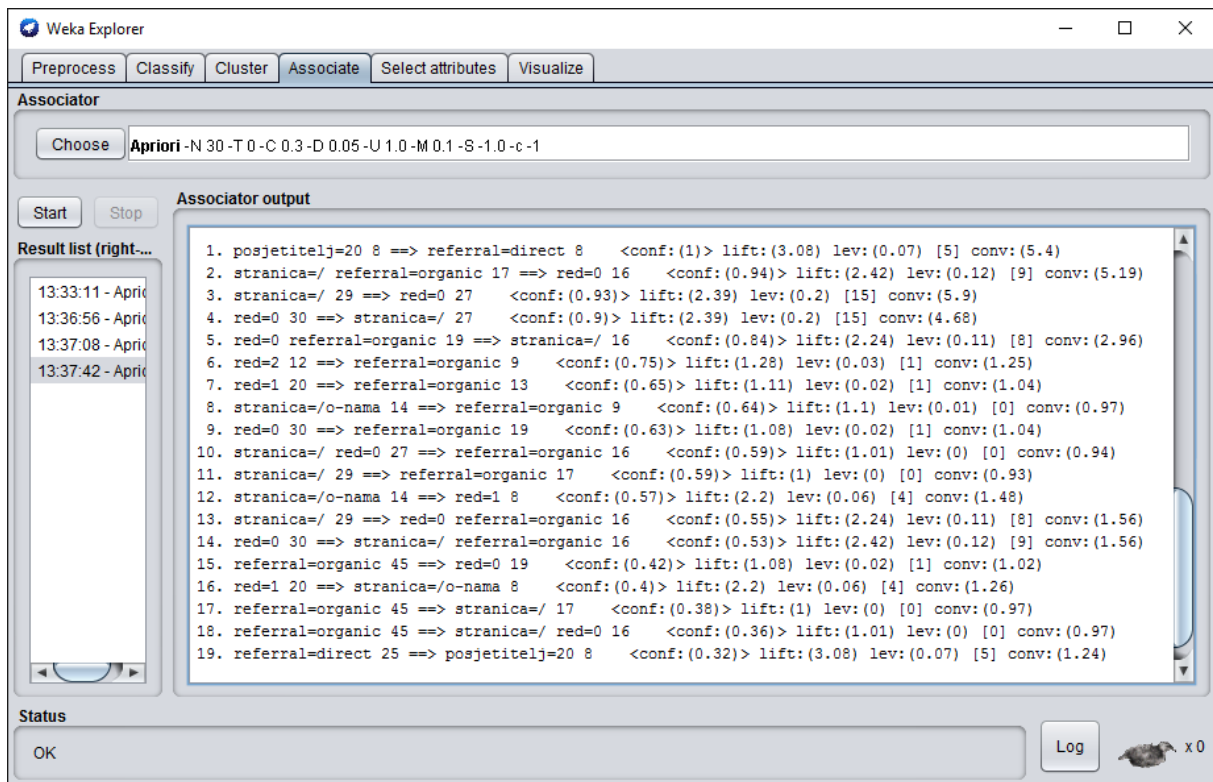 Weka Explorer
Preprocess Classify Cluster Associate Select attributes Visualize
Associator
Choose Apriori -N 30 -T 0 -C 0.3 -D 0.05 -U 1.0 -M 0.1 -S -1.0 -c -1
Start Stop
Result list (right-...
13:33:11 - Apric
13:36:56 - Apric
13:37:08 - Apric
13:37:42 - Apric
Associator output
1. posjetitelj=20 8 ==> referral=direct 8 <conf:(1)> lift:(3.08) lev:(0.07) [5] conv:(5.4)
2. stranica=/ referral=organic 17 ==> red=0 16 <conf:(0.94)> lift:(2.42) lev:(0.12) [9] conv:(5.19)
3. stranica=/ 29 ==> red=0 27 <conf:(0.93)> lift:(2.39) lev:(0.2) [15] conv:(5.9)
4. red=0 30 ==> stranica=/ 27 <conf:(0.9)> lift:(2.39) lev:(0.2) [15] conv:(4.68)
5. red=0 referral=organic 19 ==> stranica=/ 16 <conf:(0.84)> lift:(2.24) lev:(0.11) [8] conv:(2.96)
6. red=2 12 ==> referral=organic 9 <conf:(0.75)> lift:(1.28) lev:(0.03) [1] conv:(1.25)
7. red=1 20 ==> referral=organic 13 <conf:(0.65)> lift:(1.11) lev:(0.02) [1] conv:(1.04)
8. stranica=/o-nama 14 ==> referral=organic 9 <conf:(0.64)> lift:(1.1) lev:(0.01) [0] conv:(0.97)
9. red=0 30 ==> referral=organic 19 <conf:(0.63)> lift:(1.08) lev:(0.02) [1] conv:(1.04)
10. stranica=/ red=0 27 ==> referral=organic 16 <conf:(0.59)> lift:(1.01) lev:(0) [0] conv:(0.94)
11. stranica=/ 29 ==> referral=organic 17 <conf:(0.59)> lift:(1) lev:(0) [0] conv:(0.93)
12. stranica=/o-nama 14 ==> red=1 8 <conf:(0.57)> lift:(2.2) lev:(0.06) [4] conv:(1.48)
13. stranica=/ 29 ==> red=0 referral=organic 16 <conf:(0.55)> lift:(2.24) lev:(0.11) [8] conv:(1.56)
14. red=0 30 ==> stranica=/ referral=organic 16 <conf:(0.53)> lift:(2.42) lev:(0.12) [9] conv:(1.56)
15. referral=organic 45 ==> red=0 19 <conf:(0.42)> lift:(1.08) lev:(0.02) [1] conv:(1.02)
16. red=1 20 ==> stranica=/o-nama 8 <conf:(0.4)> lift:(2.2) lev:(0.06) [4] conv:(1.26)
17. referral=organic 45 ==> stranica=/ 17 <conf:(0.38)> lift:(1) lev:(0) [0] conv:(0.97)
18. referral=organic 45 ==> stranica=/ red=0 16 <conf:(0.36)> lift:(1.01) lev:(0) [0] conv:(0.97)
19. referral=direct 25 ==> posjetitelj=20 8 <conf:(0.32)> lift:(3.08) lev:(0.07) [5] conv:(1.24)
Status
OK
Log
x 0